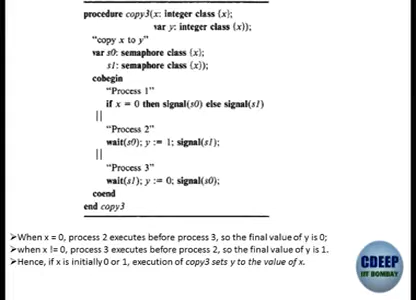 procedure copy3(x: integer class {x};
var y: integer class {x});
"copy x to y"
var s0: semaphore class {x};
s1: semaphore class {x});
cobegin
"Process 1"
if x = 0 then signal(s0) else signal(s1)
||
"Process 2"
wait(s0); y := 1; signal(s1);
||
"Process 3"
wait(s1); y := 0; signal(s0);
coend
end copy3
➢When x = 0, process 2 executes before process 3, so the final value of y is 0;
➢when x != 0, process 3 executes before process 2, so the final value of y is 1.
➢Hence, if x is initially 0 or 1, execution of copy3 sets y to the value of x.
CDEEP
IIT BOMBAY